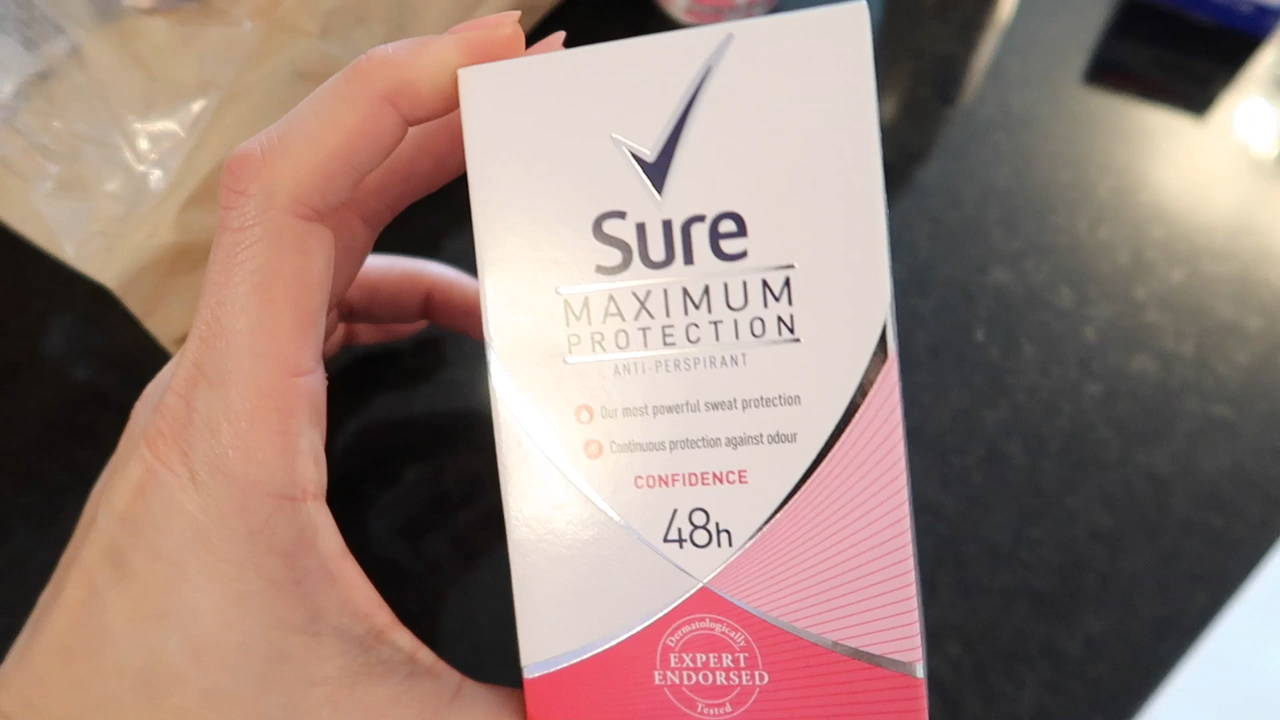 Sure
MAXIMUM
PROTECTION
ANTI-PERSPIRANT
Our most powerful sweat protection
Continuous protection against odour
CONFIDENCE
48h
Dermatologically
EXPERT
ENDORSED
Tested